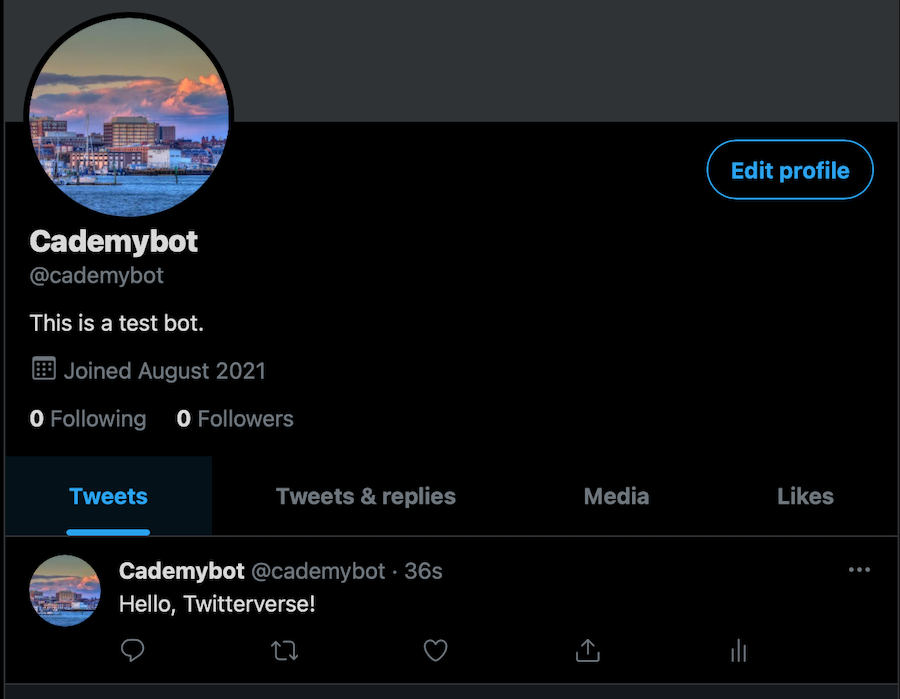 Edit profile
Cademybot
@cademybot
This is a test bot.
Joined August 2021
0 Following 0 Followers
Tweets Tweets & replies Media Likes
Cademybot @cademybot · 36s
Hello, Twitterverse!